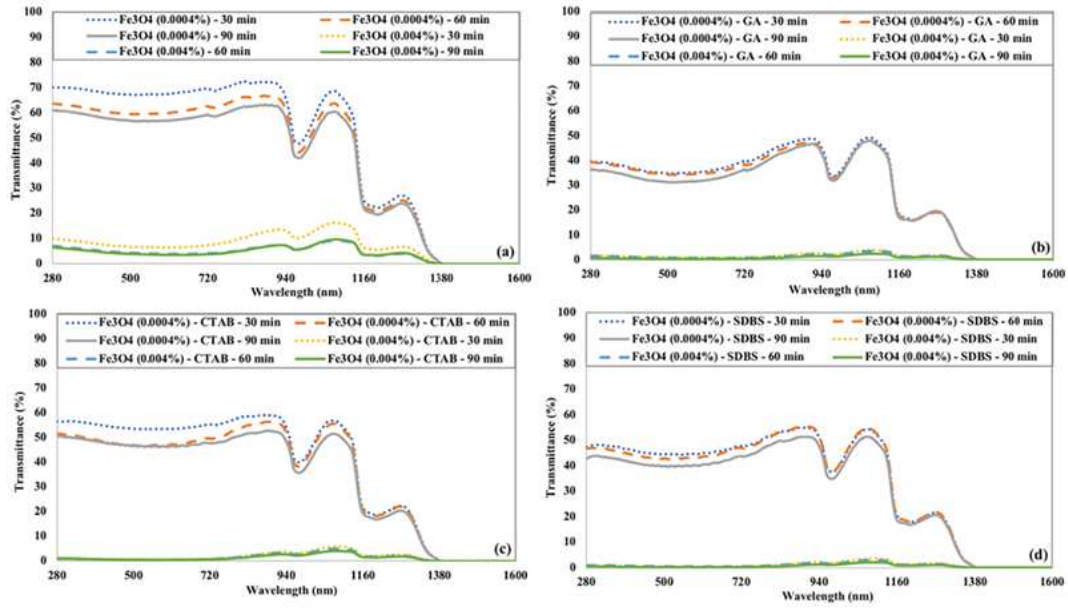 100
90
80
70
60
50
40
30
20
10
0
Transmittance (%)
Fe3O4 (0.0004%) - 30 min
Fe3O4 (0.0004%) - 60 min
Fe3O4 (0.0004%) - 90 min
Fe3O4 (0.004%) - 30 min
Fe3O4 (0.004%) - 60 min
Fe3O4 (0.004%) - 90 min
(a)
280 500 720 940 1160 1380 1600
Wavelength (nm)
100
90
80
70
60
50
40
30
20
10
0
Transmittance (%)
Fe3O4 (0.0004%) - GA - 30 min
Fe3O4 (0.0004%) - GA - 60 min
Fe3O4 (0.0004%) - GA - 90 min
Fe3O4 (0.004%) - GA - 30 min
Fe3O4 (0.004%) - GA - 60 min
Fe3O4 (0.004%) - GA - 90 min
(b)
280 500 720 940 1160 1380 1600
Wavelength (nm)
100
90
80
70
60
50
40
30
20
10
0
Transmittance (%)
Fe3O4 (0.0004%) - CTAB - 30 min
Fe3O4 (0.0004%) - CTAB - 60 min
Fe3O4 (0.0004%) - CTAB - 90 min
Fe3O4 (0.004%) - CTAB - 30 min
Fe3O4 (0.004%) - CTAB - 60 min
Fe3O4 (0.004%) - CTAB - 90 min
(c)
280 500 720 940 1160 1380 1600
Wavelength (nm)
100
90
80
70
60
50
40
30
20
10
0
Transmittance (%)
Fe3O4 (0.0004%) - SDBS - 30 min
Fe3O4 (0.0004%) - SDBS - 60 min
Fe3O4 (0.0004%) - SDBS - 90 min
Fe3O4 (0.004%) - SDBS - 30 min
Fe3O4 (0.004%) - SDBS - 60 min
Fe3O4 (0.004%) - SDBS - 90 min
(d)
280 500 720 940 1160 1380 1600
Wavelength (nm)